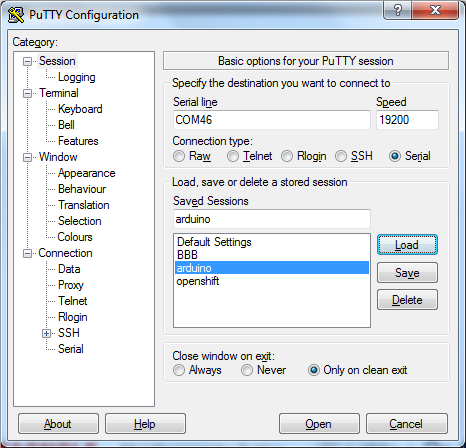 PuTTY Configuration
Category:
Session
Logging
Terminal
Keyboard
Bell
Features
Window
Appearance
Behaviour
Translation
Selection
Colours
Connection
Data
Proxy
Telnet
Rlogin
SSH
Serial
Basic options for your PuTTY session
Specify the destination you want to connect to
Serial line Speed
COM46 19200
Connection type:
Raw Telnet Rlogin SSH Serial
Load, save or delete a stored session
Saved Sessions
arduino
Default Settings
BBB
arduino
openshift
Load
Save
Delete
Close window on exit:
Always Never Only on clean exit
About Help Open Cancel